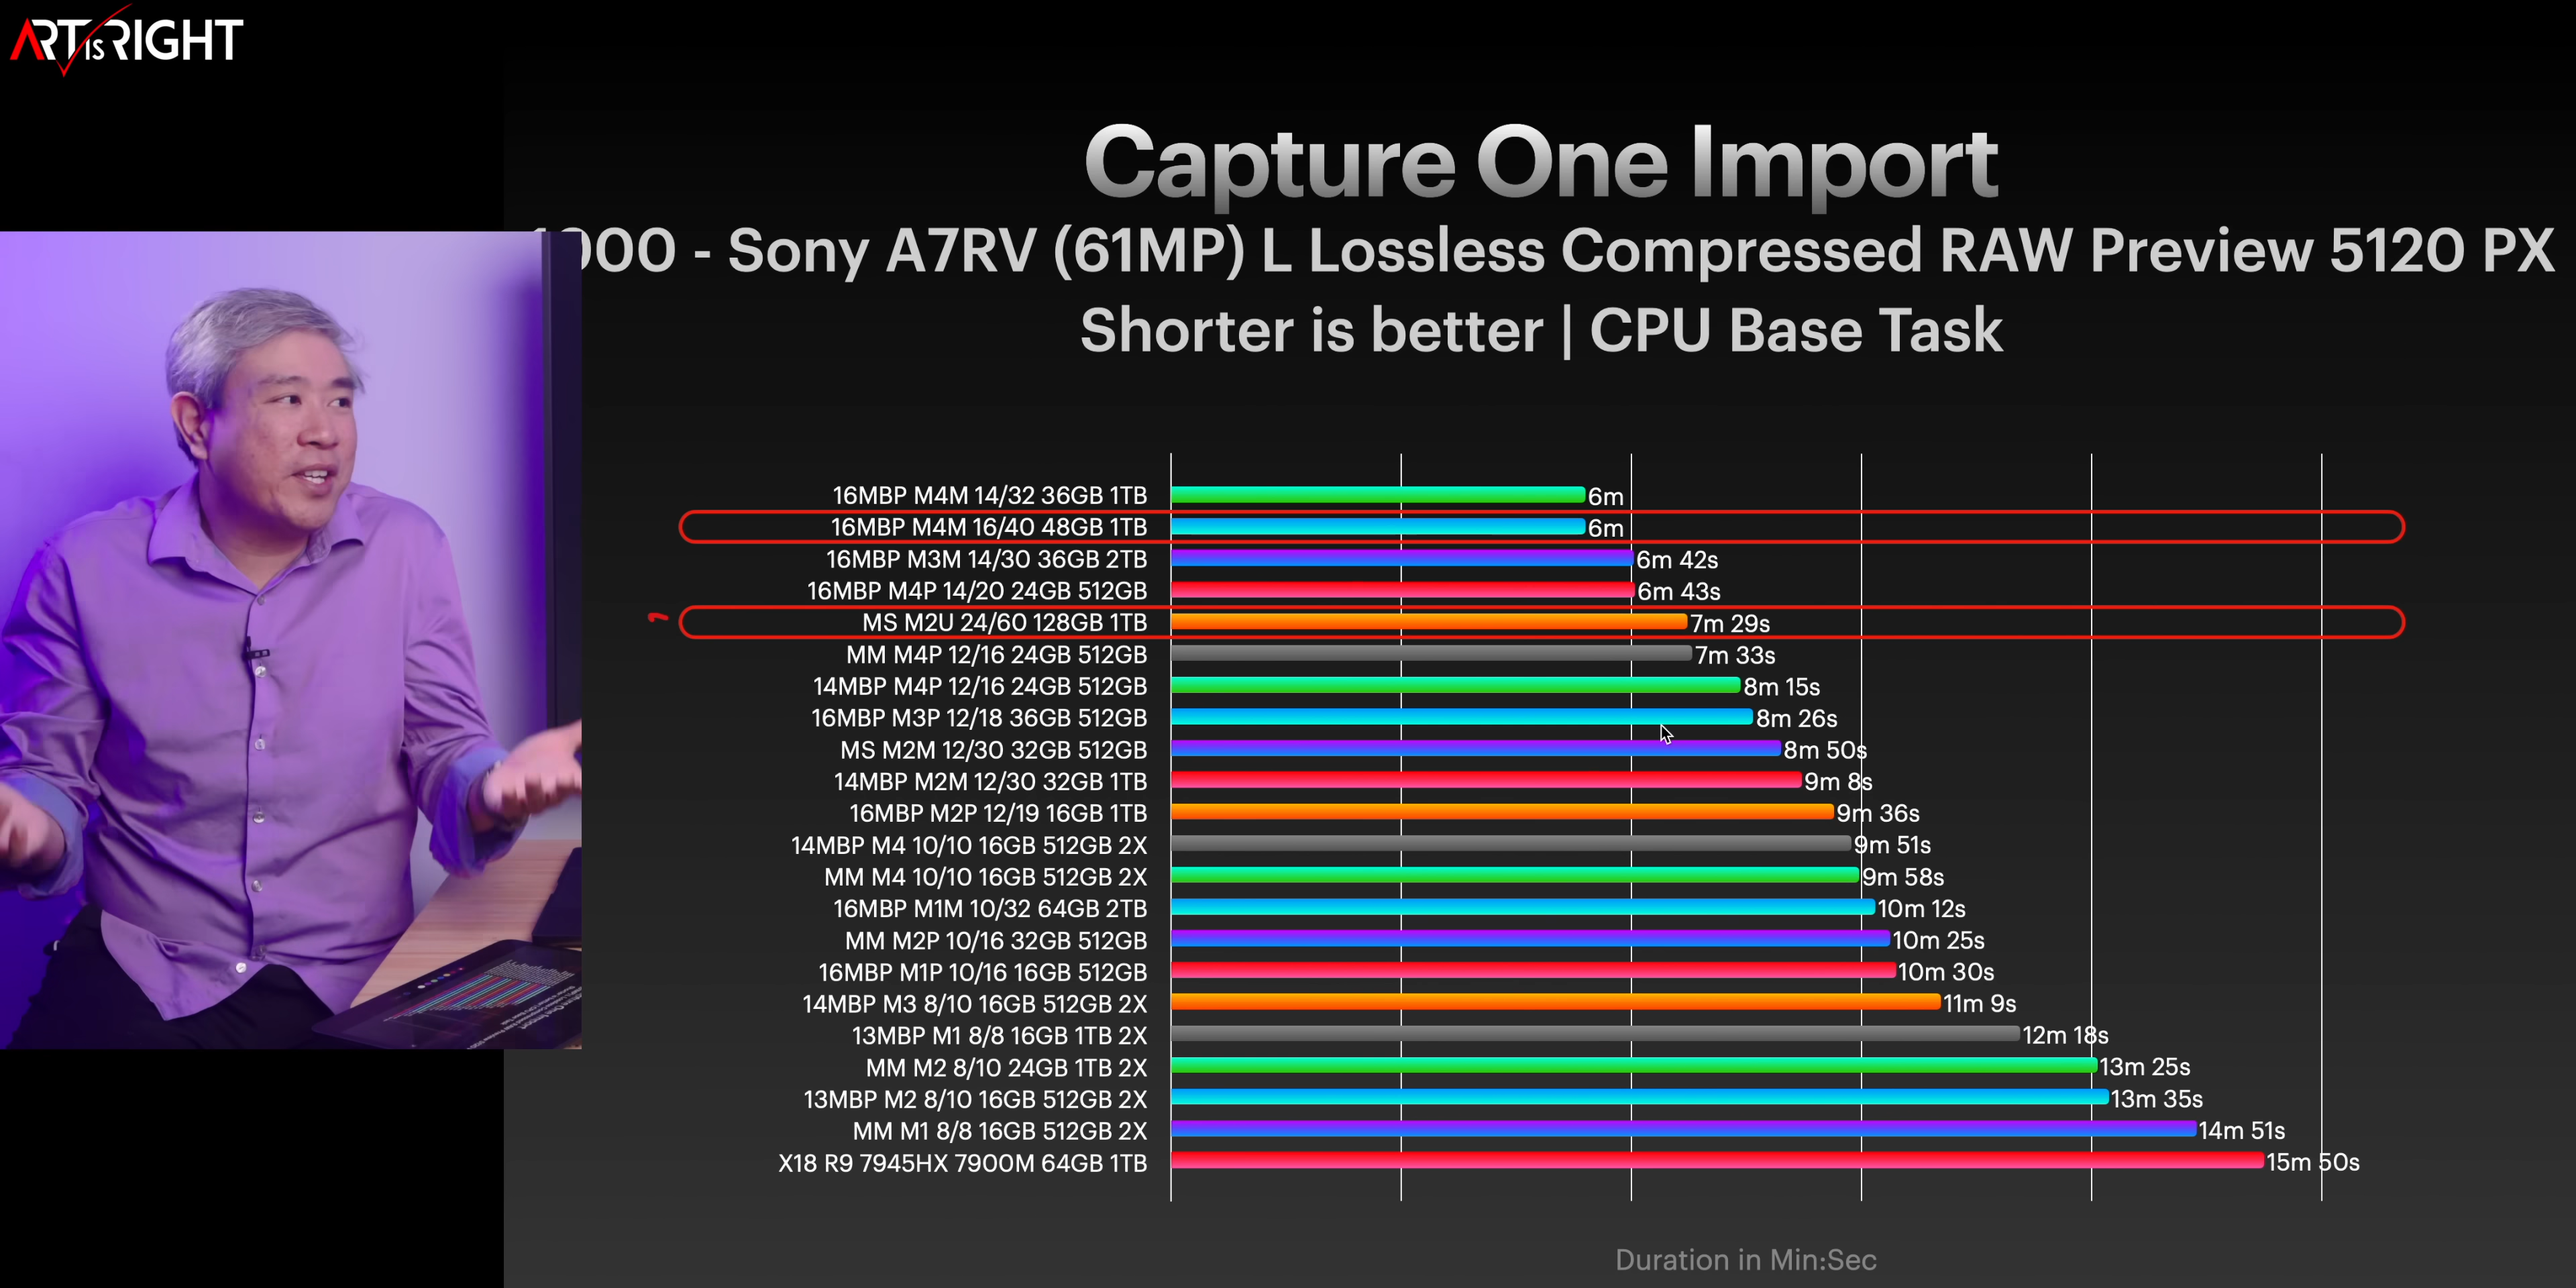 ART IS RIGHT
Capture One Import
1000 - Sony A7RV (61MP) L Lossless Compressed RAW Preview 5120 PX
Shorter is better | CPU Base Task
16MBP M4M 14/32 36GB 1TB 6m
16MBP M4M 16/40 48GB 1TB 6m
16MBP M3M 14/30 36GB 2TB 6m 42s
16MBP M4P 14/20 24GB 512GB 6m 43s
MS M2U 24/60 128GB 1TB 7m 29s
MM M4P 12/16 24GB 512GB 7m 33s
14MBP M4P 12/16 24GB 512GB 8m 15s
16MBP M3P 12/18 36GB 512GB 8m 26s
MS M2M 12/30 32GB 512GB 8m 50s
14MBP M2M 12/30 32GB 1TB 9m 8s
16MBP M2P 12/19 16GB 1TB 9m 36s
14MBP M4 10/10 16GB 512GB 2X 9m 51s
MM M4 10/10 16GB 512GB 2X 9m 58s
16MBP M1M 10/32 64GB 2TB 10m 12s
MM M2P 10/16 32GB 512GB 10m 25s
16MBP M1P 10/16 16GB 512GB 10m 30s
14MBP M3 8/10 16GB 512GB 2X 11m 9s
13MBP M1 8/8 16GB 1TB 2X 12m 18s
MM M2 8/10 24GB 1TB 2X 13m 25s
13MBP M2 8/10 16GB 512GB 2X 13m 35s
MM M1 8/8 16GB 512GB 2X 14m 51s
X18 R9 7945HX 7900M 64GB 1TB 15m 50s
Duration in Min:Sec